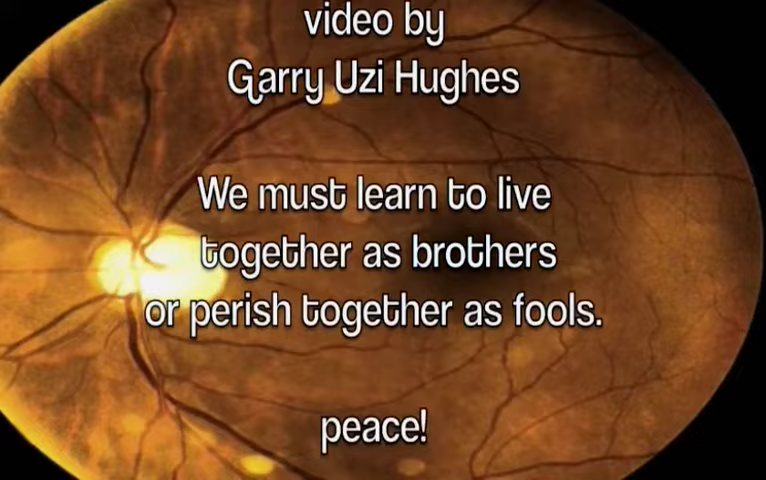 video by
Garry Uzi Hughes
We must learn to live
together as brothers
or perish together as fools.
peace!